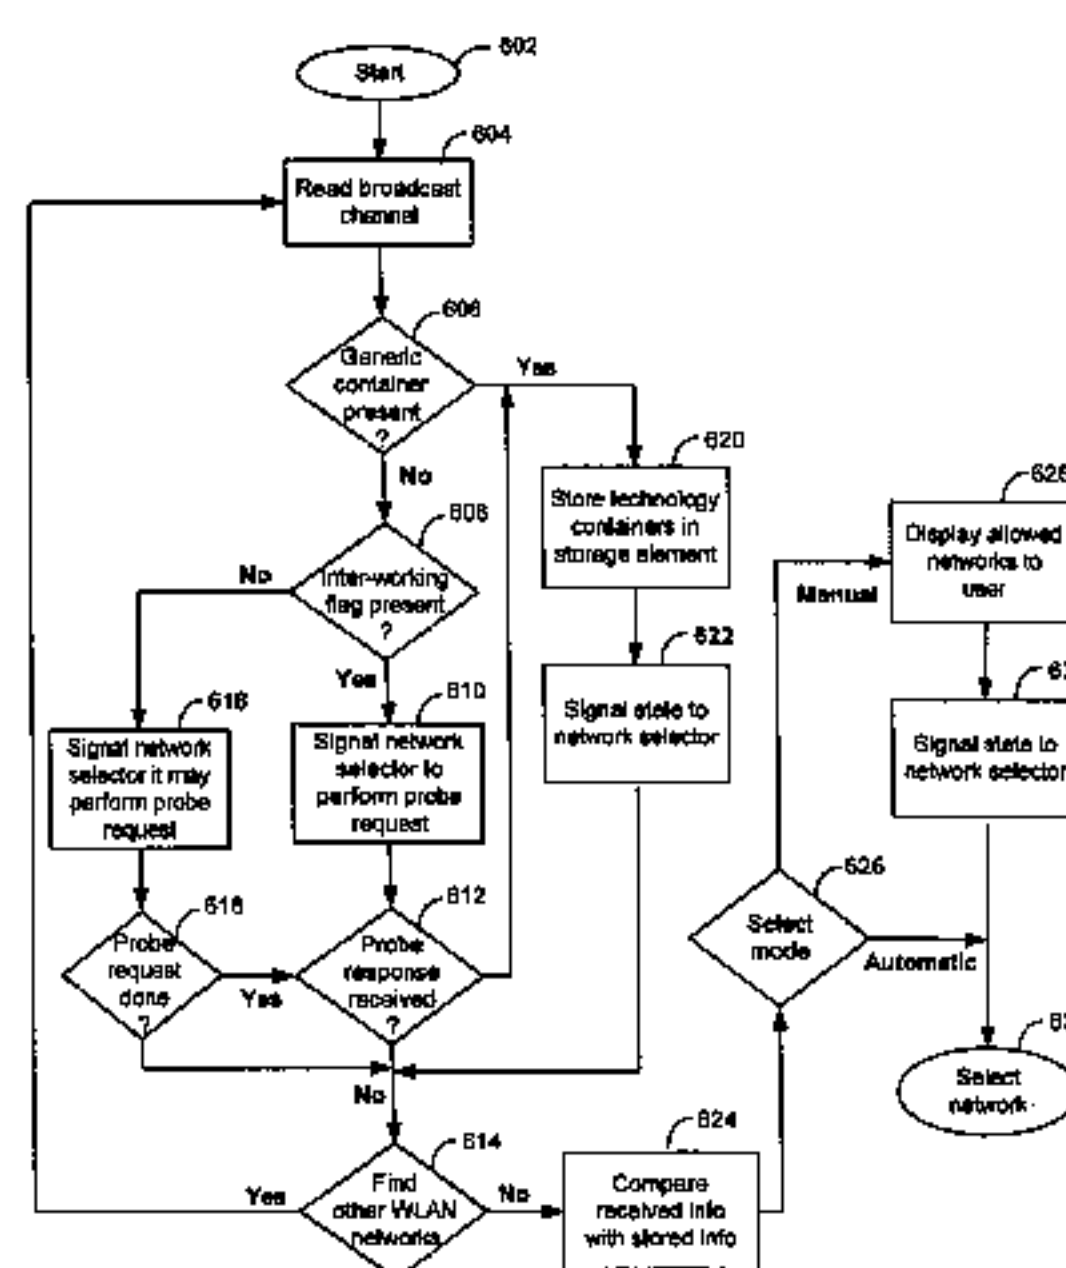 Start
602
604
Read broadcast
channel
606
Generic
container
present
?
Yes
No
608
Inter-working
flag present
?
No
Yes
620
Store technology
containers in
storage element
622
Signal state to
network selector
616
Signal network
selector it may
perform probe
request
610
Signal network
selector to
perform probe
request
618
Probe
request
done
?
Yes
612
Probe
response
received
?
No
614
Find
other WLAN
networks
Yes
No
624
Compare
received info
with stored info
626
Select
mode
Manual
Automatic
Display allowed
networks to
user
Signal state to
network selector
Select
network